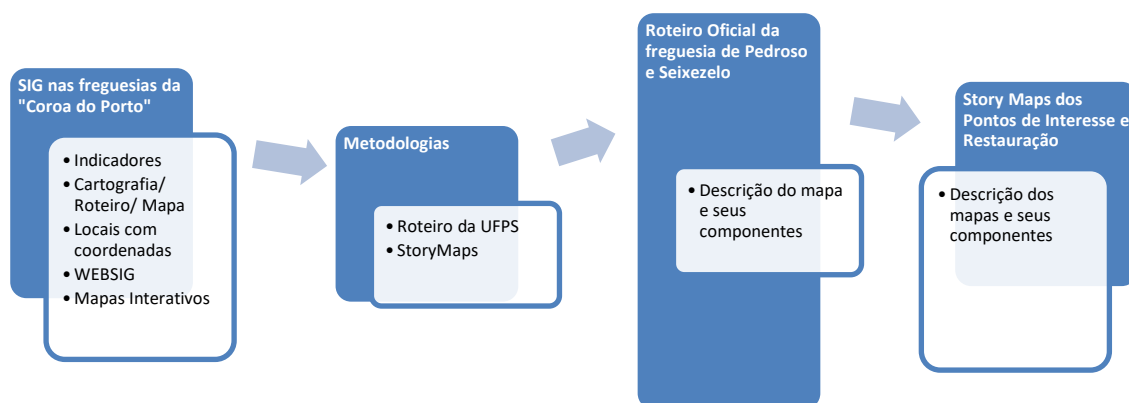 SIG nas freguesias da
"Coroa do Porto"
• Indicadores
• Cartografia/
Roteiro/ Mapa
• Locais com
coordenadas
• WEBSIG
• Mapas Interativos
Metodologias
• Roteiro da UFPS
• StoryMaps
Roteiro Oficial da
freguesia de Pedroso
e Seixezelo
• Descrição do mapa
e seus
componentes
Story Maps dos
Pontos de Interesse e
Restauração
• Descrição dos
mapas e seus
componentes